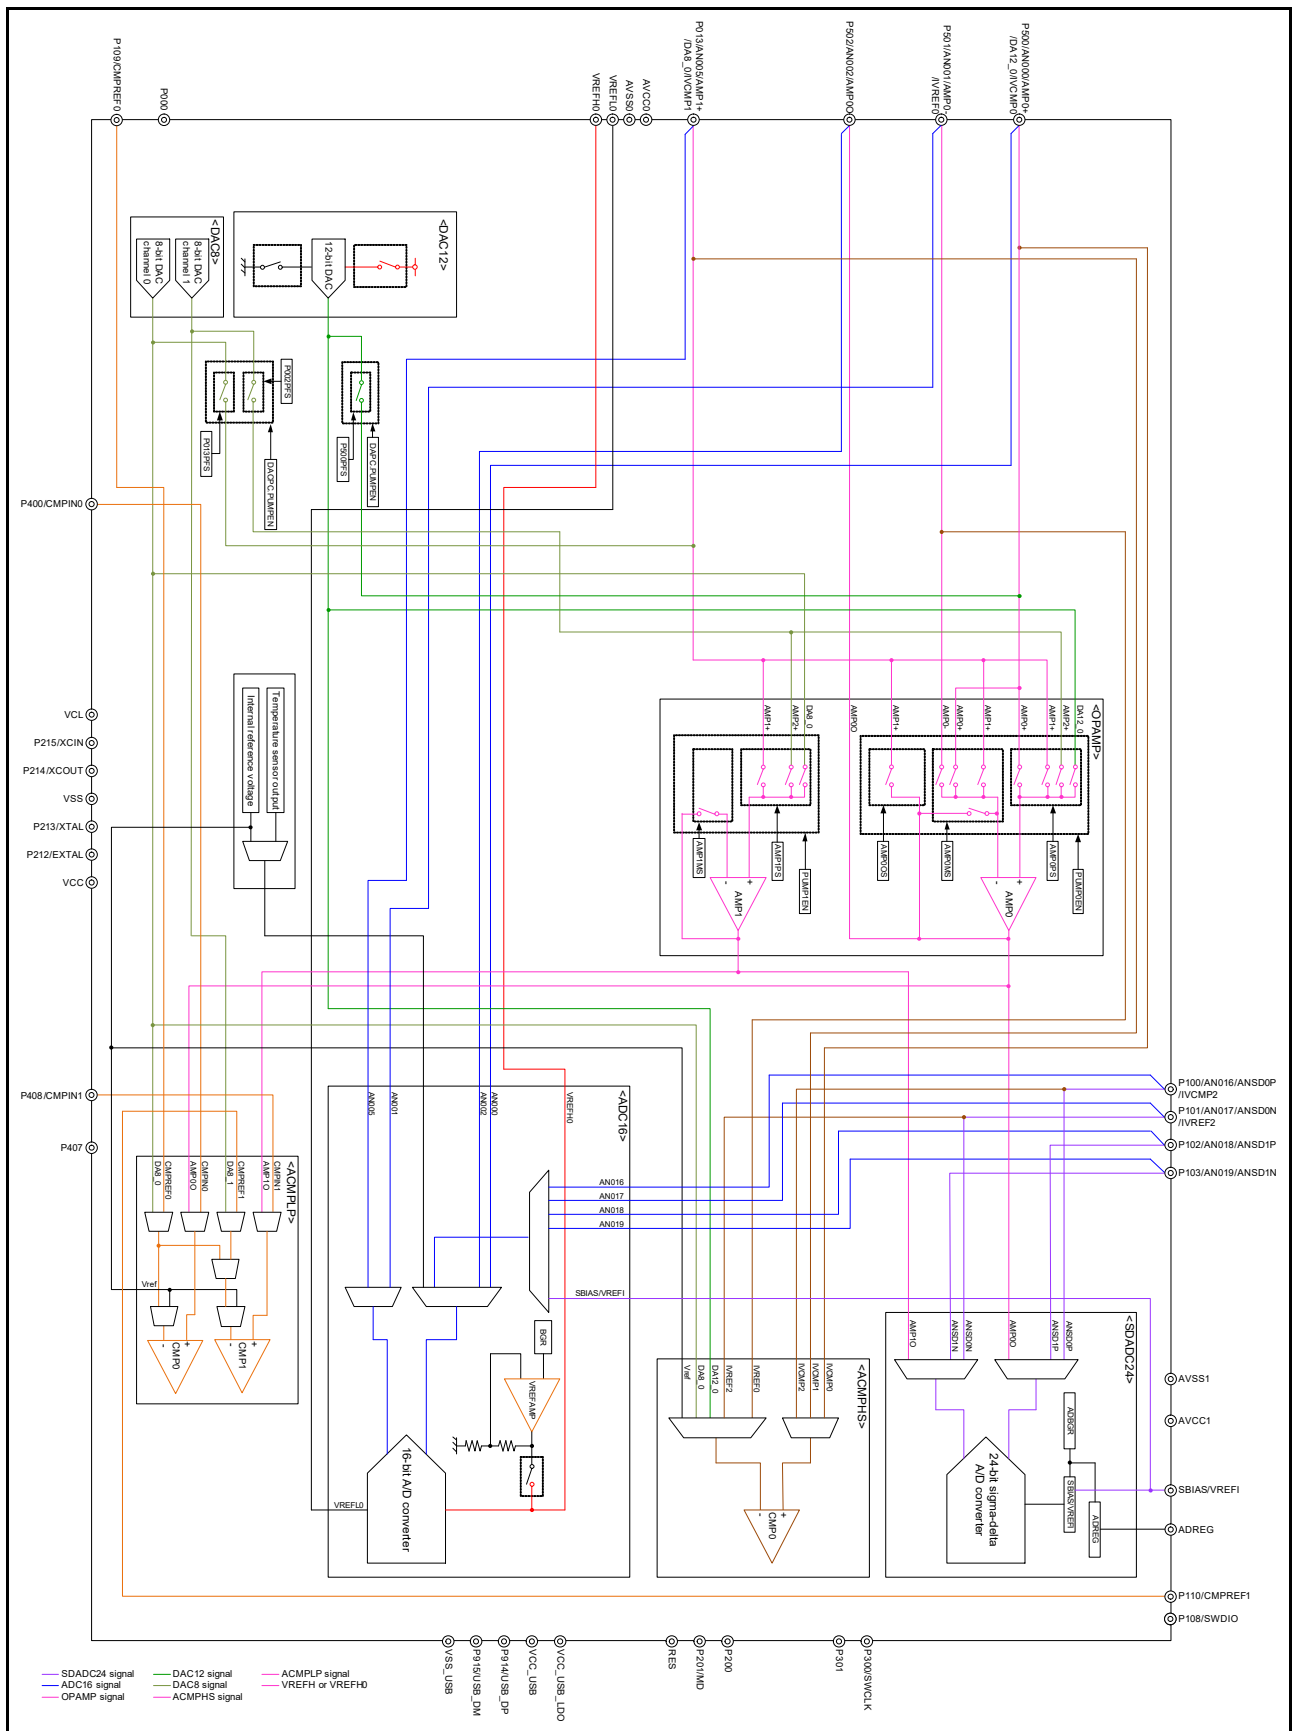 P109/CMPREF0
P000
VREFH0
VREFL0
AVSS0
AVCC0
P013/AN005/AMP1+
/DA8_0/IVCMP1
P502/AN002/AMP0O
P501/AN001/AMP0-
/IVREF0
P500/AN000/AMP0+
/DA12_0/IVCMP0
<DAC8>
8-bit DAC
channel 0
8-bit DAC
channel 1
<DAC12>
12-bit DAC
P002PFS
P013PFS
DACPC.PUMPEN
P500PFS
DAPC.PUMPEN
P400/CMPIN0
VCL
P215/XCIN
P214/XCOUT
VSS
P213/XTAL
P212/EXTAL
VCC
P408/CMPIN1
P407
Internal reference voltage
Temperature sensor output
<OPAMP>
AMP1+
AMP2+
DA8_0
AMP0O
AMP1+
AMP0-
AMP0+
AMP1+
AMP0+
AMP1+
AMP2+
DA12_0
AMP1MS
AMP1PS
PUMP1EN
AMP0OS
AMP0MS
AMP0PS
PUMP0EN
- +
AMP1
- +
AMP0
<ACMPLP>
DA8_0
CMPREF0
AMP0O
CMPIN0
DA8_1
CMPREF1
AMP1O
CMPIN1
Vref
- +
CMP0
- +
CMP1
<ADC16>
AN005
AN001
AN002
AN000
VREFH0
AN016
AN017
AN018
AN019
SBIAS/VREFI
BGR
VREFAMP
VREFL0
16-bit A/D converter
<ACMPHS>
Vref
DA8_0
DA12_0
IVREF2
IVREF0
IVCMP2
IVCMP1
IVCMP0
- +
CMP0
<SDADC24>
AMP1O
ANSD1N
ANSD0N
AMP0O
ANSD1P
ANSD0P
ADBGR
SBIAS/VREFI
ADREG
24-bit sigma-delta
A/D converter
P100/AN016/ANSD0P
/IVCMP2
P101/AN017/ANSD0N
/IVREF2
P102/AN018/ANSD1P
P103/AN019/ANSD1N
AVSS1
AVCC1
SBIAS/VREFI
ADREG
P110/CMPREF1
P108/SWDIO
VSS_USB
P915/USB_DM
P914/USB_DP
VCC_USB
VCC_USB_LDO
RES
P201/MD
P200
P301
P300/SWCLK
SDADC24 signal
ADC16 signal
OPAMP signal
DAC12 signal
DAC8 signal
ACMPHS signal
ACMPLP signal
VREFH or VREFH0